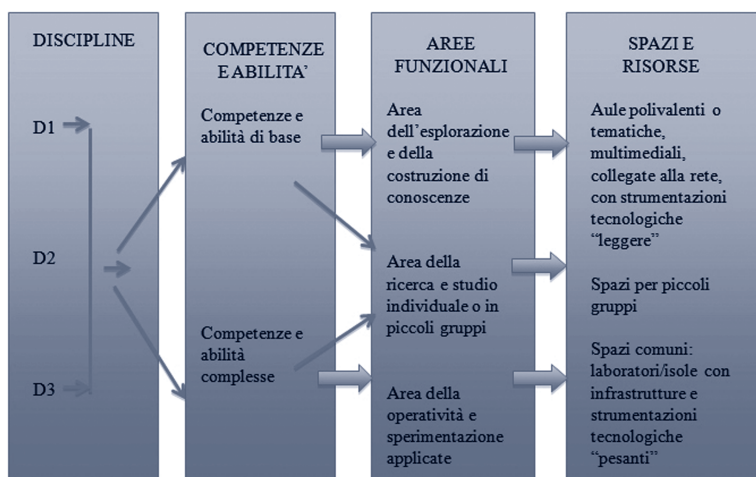 DISCIPLINE
D1
D2
D3
COMPETENZE
E ABILITA’
Competenze e
abilità di base
Competenze e
abilità
complesse
AREE
FUNZIONALI
Area
dell’esplorazione
e della
costruzione di
conoscenze
Area della
ricerca e studio
individuale o in
piccoli gruppi
Area della
operatività e
sperimentazione
applicate
SPAZI E
RISORSE
Aule polivalenti o
tematiche,
multimediali,
collegate alla rete,
con strumentazioni
tecnologiche
“leggere”
Spazi per piccoli
gruppi
Spazi comuni:
laboratori/isole con
infrastrutture e
strumentazioni
tecnologiche
“pesanti”